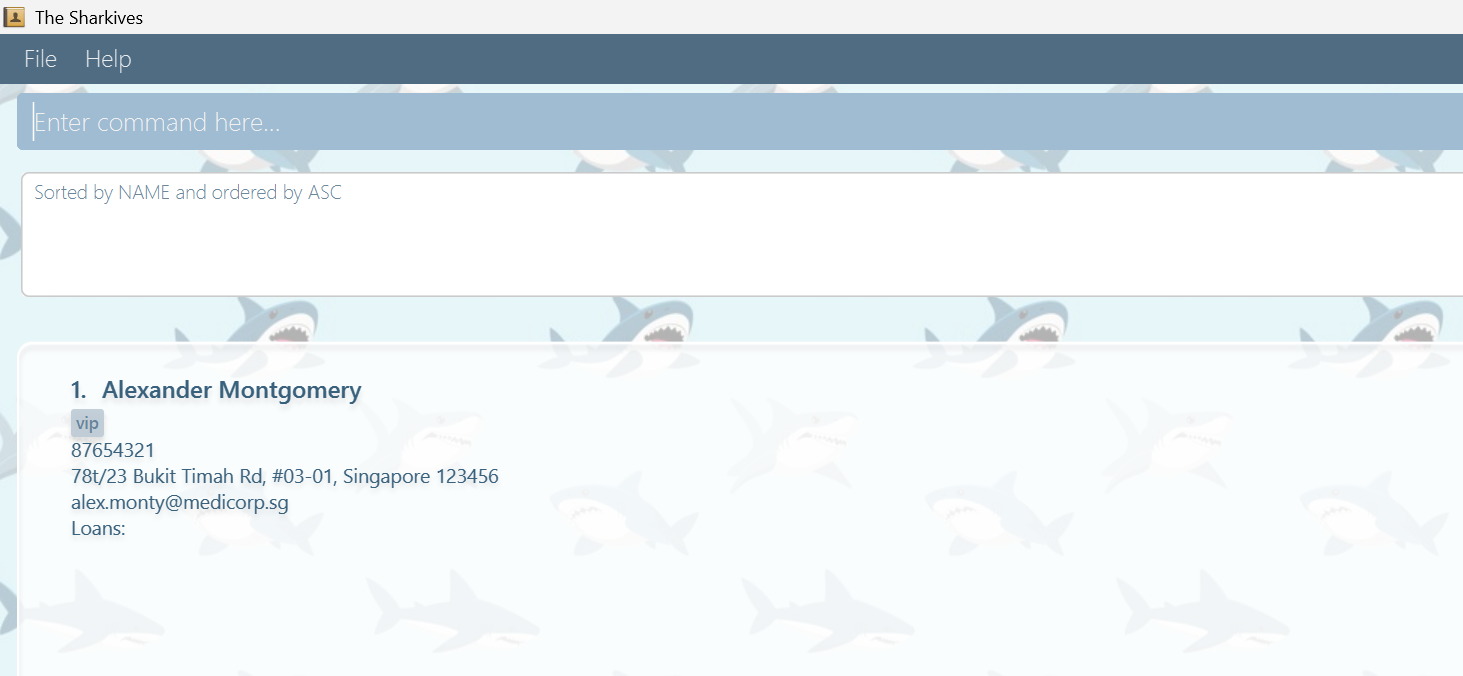 The Sharkives
File Help
Enter command here...
Sorted by NAME and ordered by ASC
1. Alexander Montgomery
vip
87654321
78t/23 Bukit Timah Rd, #03-01, Singapore 123456
alex.monty@medicorp.sg
Loans: